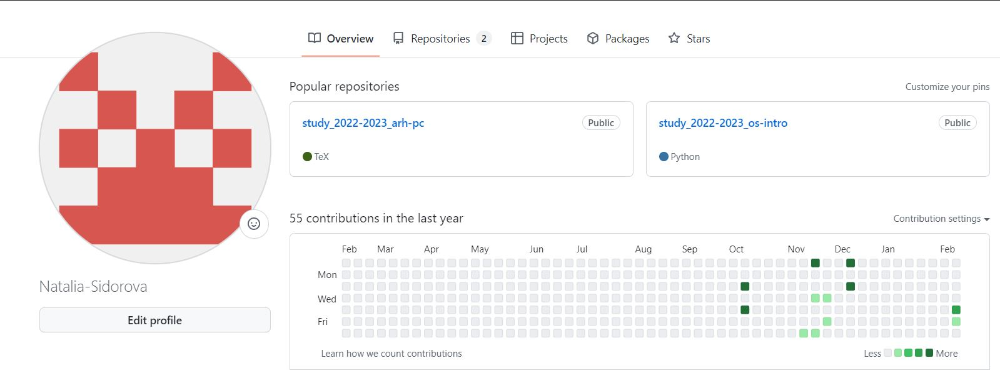 Overview Repositories 2 Projects Packages Stars
Popular repositories Customize your pins
study_2022-2023_arh-pc Public
TeX
study_2022-2023_os-intro Public
Python
55 contributions in the last year Contribution settings
Feb Mar Apr May Jun Jul Aug Sep Oct Nov Dec Jan Feb
Mon
Wed
Fri
Learn how we count contributions Less More
Natalia-Sidorova
Edit profile